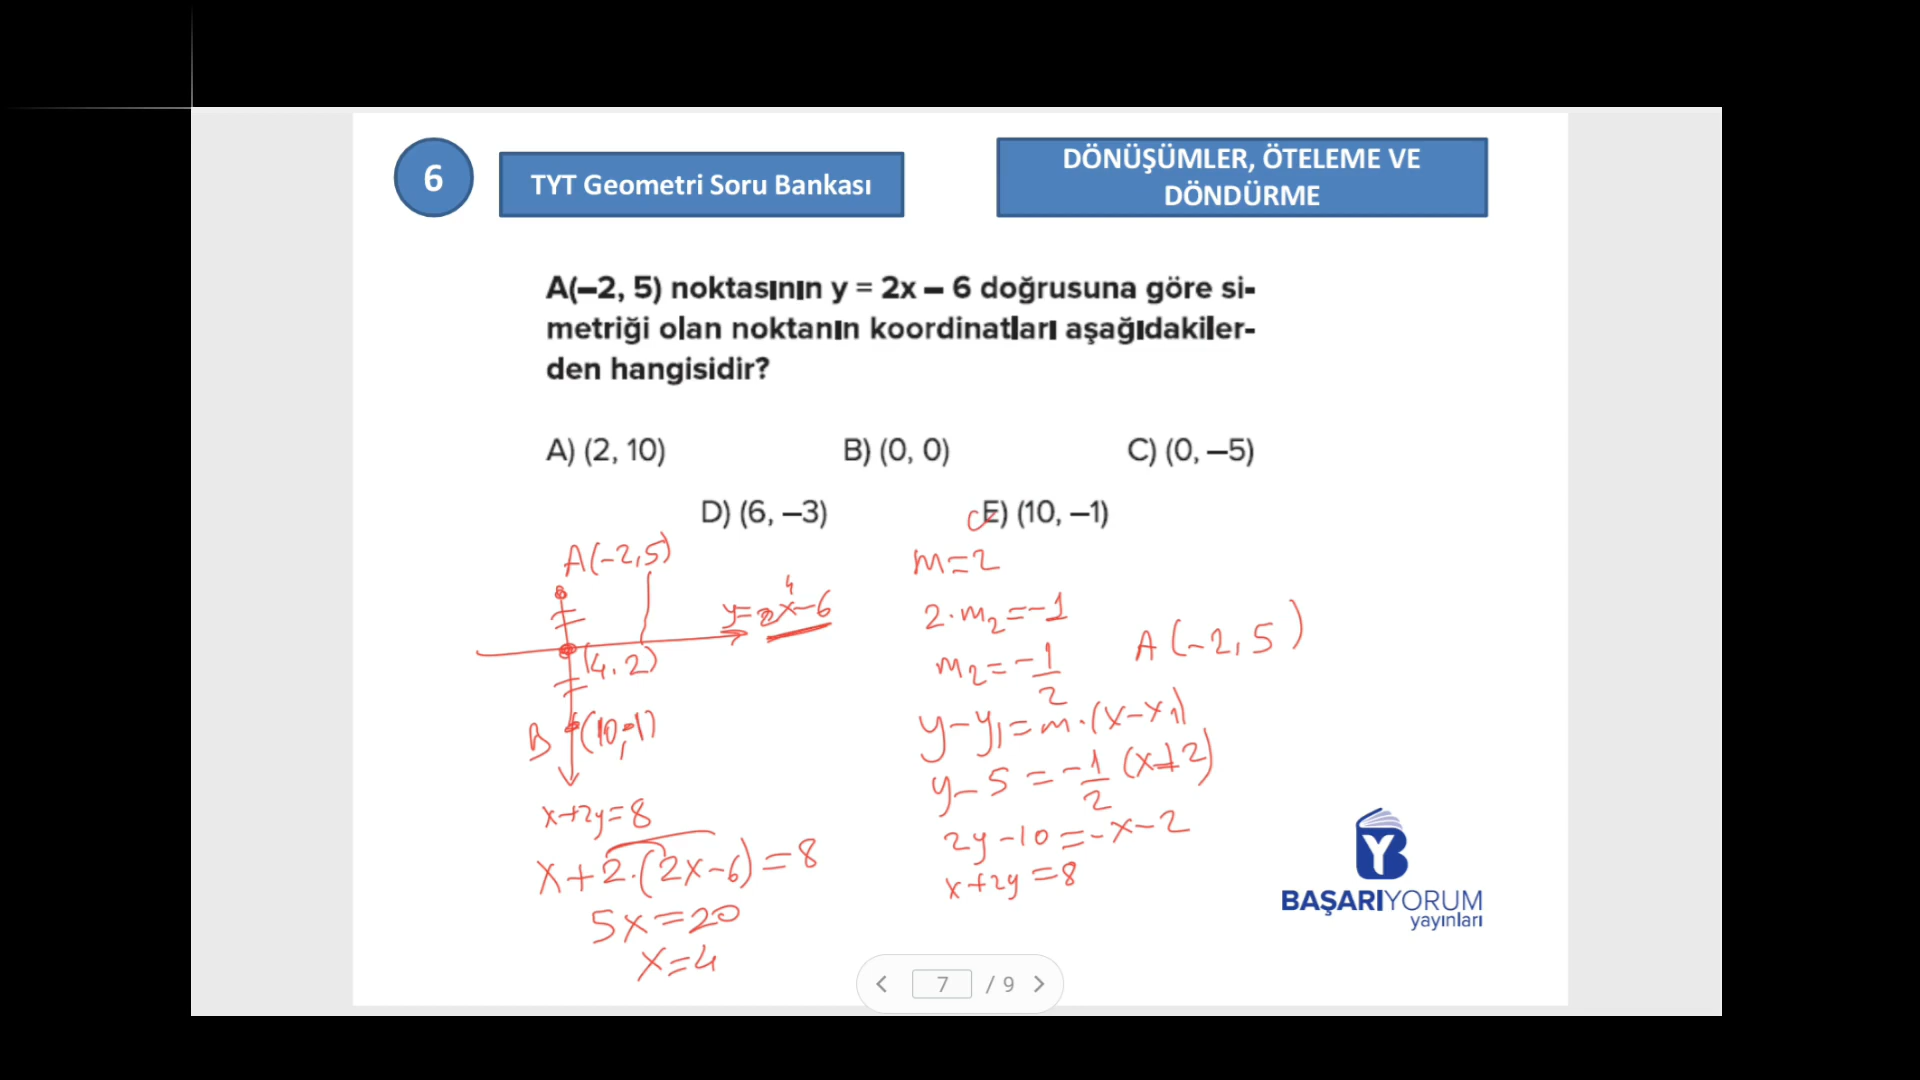 6
TYT Geometri Soru Bankası
DÖNÜŞÜMLER, ÖTELEME VE
DÖNDÜRME
A(–2, 5) noktasının y = 2x – 6 doğrusuna göre si-
metriği olan noktanın koordinatları aşağıdakiler-
den hangisidir?
A) (2, 10)
B) (0, 0)
C) (0, –5)
D) (6, –3)
E) (10, –1)
A(-2,5)
4
y=2x-6
(4,2)
B (10,-1)
x+2y=8
x+2.(2x-6)=8
5x=20
x=4
m=2
2.m₂=-1
m₂=-1/2
A(-2,5)
y-y₁=m.(x-x₁)
y-5=-1/2(x+2)
2y-10=-x-2
x+2y=8
BAŞARIYORUM
yayınları
7 / 9